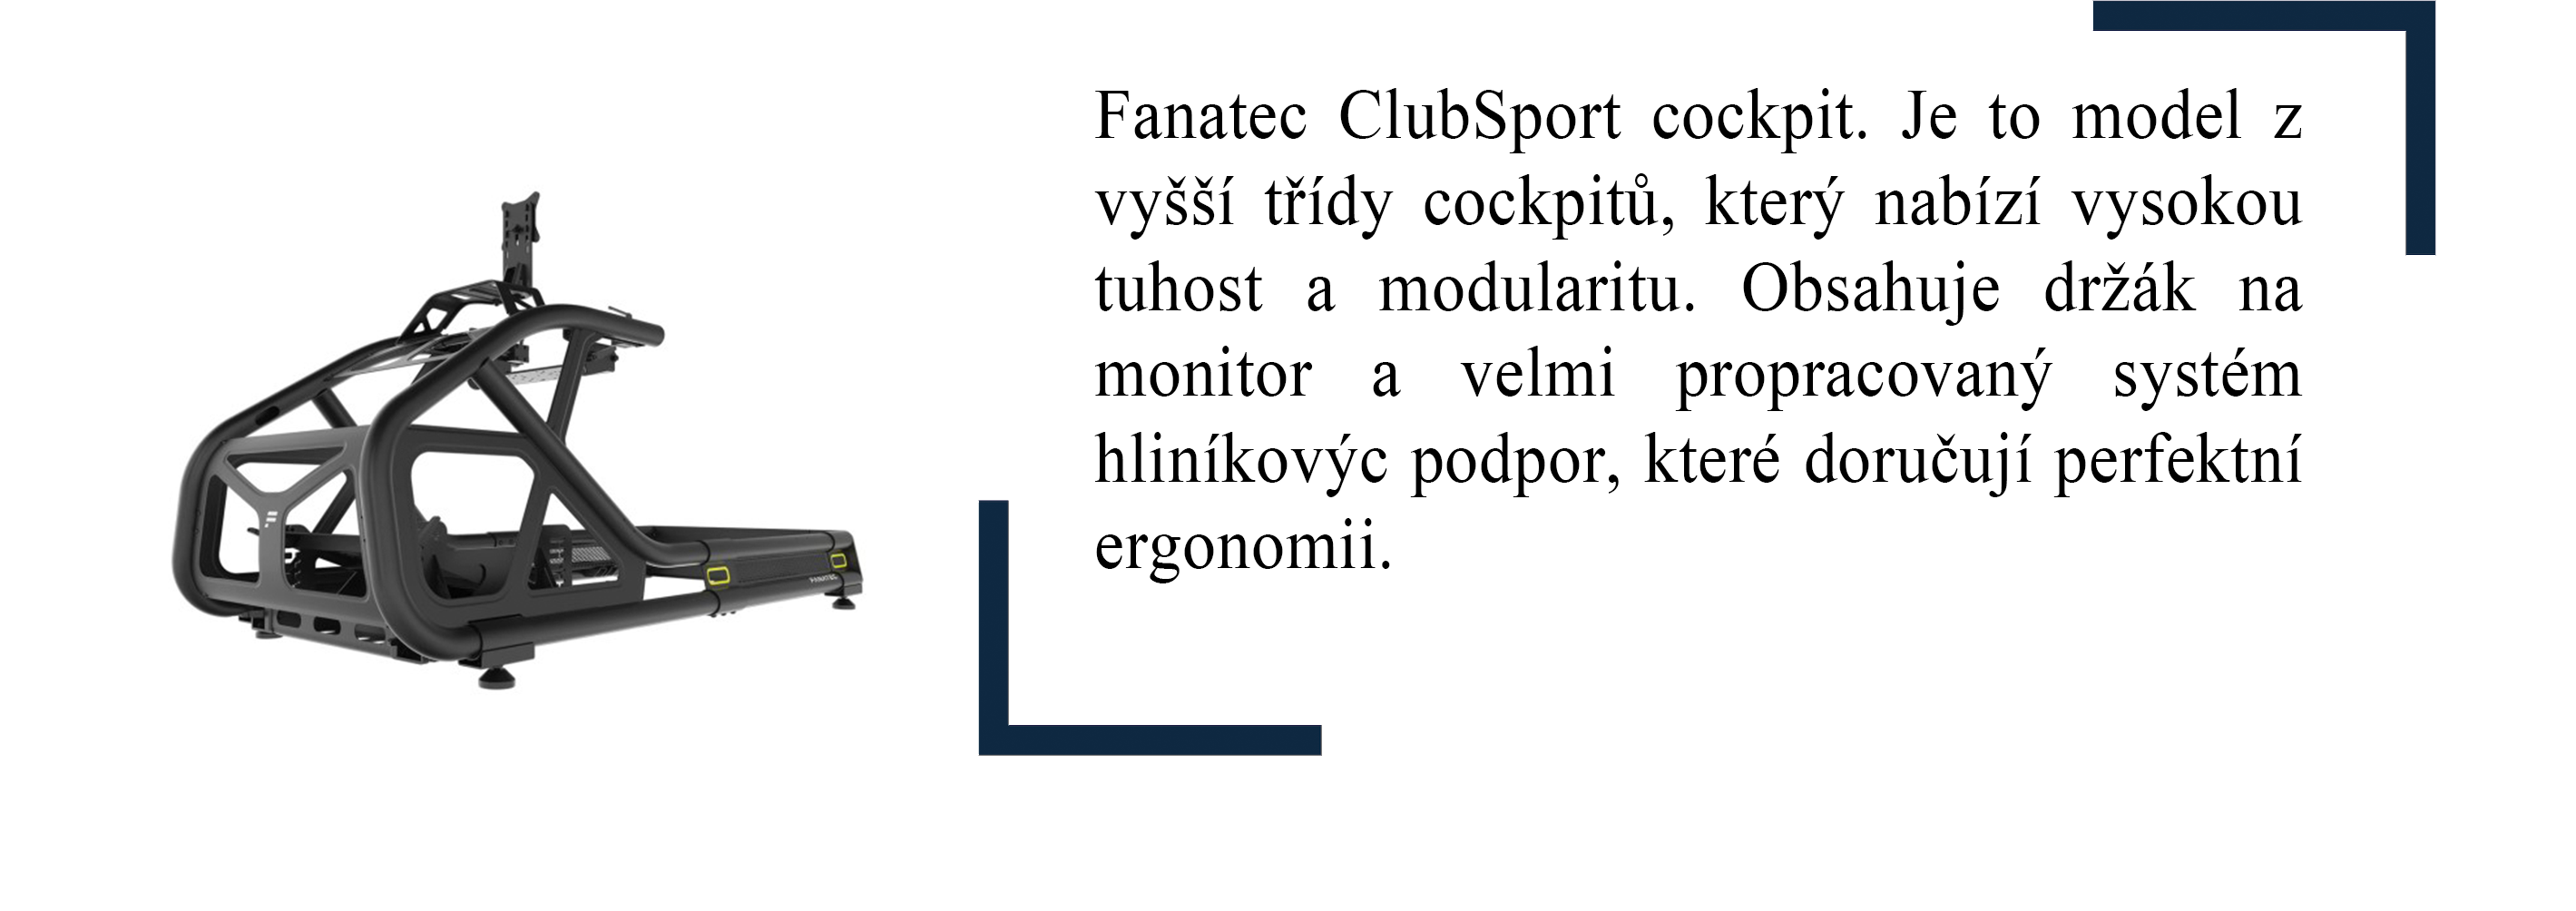 Fanatec ClubSport cockpit. Je to model z
vyšší třídy cockpitů, který nabízí vysokou
tuhost a modularitu. Obsahuje držák na
monitor a velmi propracovaný systém
hliníkovýc podpor, které doručují perfektní
ergonomii.
FANATEC